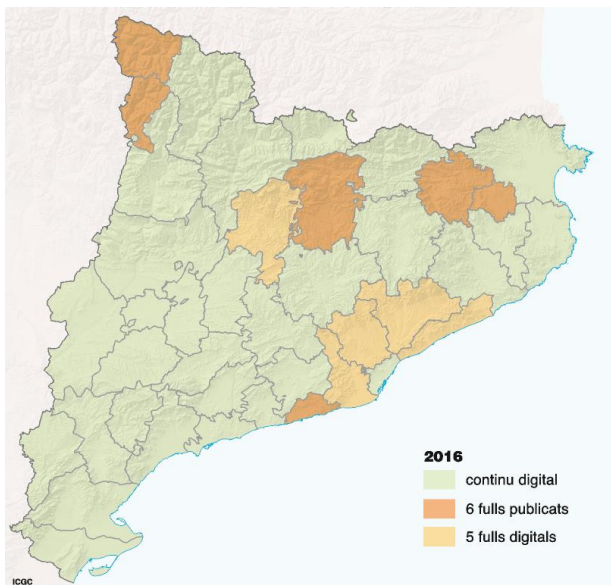 2016
continu digital
6 fulls publicats
5 fulls digitals
ICGC